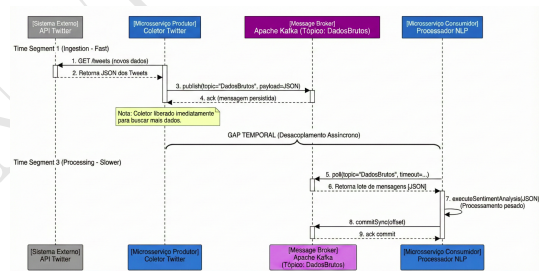 [Sistema Externo]
API Twitter
[Microsserviço Produtor]
Coletor Twitter
[Message Broker]
Apache Kafka (Tópico: DadosBrutos)
[Microsserviço Consumidor]
Processador NLP
Time Segment 1 (Ingestion - Fast)
1. GET /tweets (novos dados)
2. Retorna JSON dos Tweets
3. publish(topic="DadosBrutos", payload=JSON)
4. ack (mensagem persistida)
Nota: Coletor liberado imediatamente
para buscar mais dados.
GAP TEMPORAL (Desacoplamento Assíncrono)
Time Segment 3 (Processing - Slower)
5. poll(topic="DadosBrutos", timeout=...)
6. Retorna lote de mensagens [JSON]
7. executeSentimentAnalysis(JSON)
(Processamento pesado)
8. commitSync(offset)
9. ack commit
[Sistema Externo]
API Twitter
[Microsserviço Produtor]
Coletor Twitter
[Message Broker]
Apache Kafka
(Tópico: DadosBrutos)
[Microsserviço Consumidor]
Processador NLP